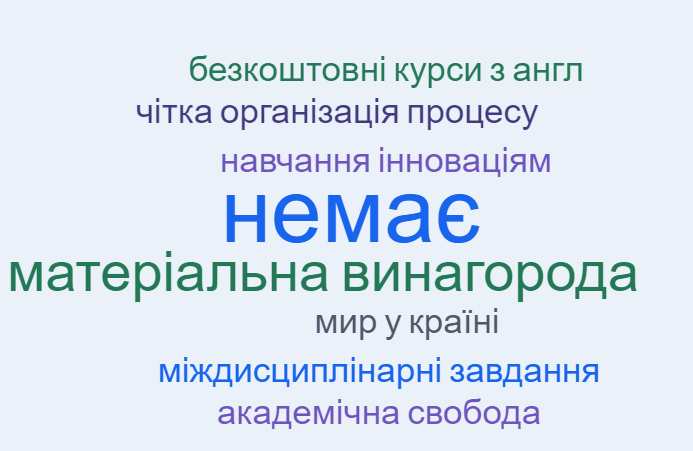 безкоштовні курси з англ
чітка організація процесу
навчання інноваціям
немає
матеріальна винагорода
мир у країні
міждисциплінарні завдання
академічна свобода